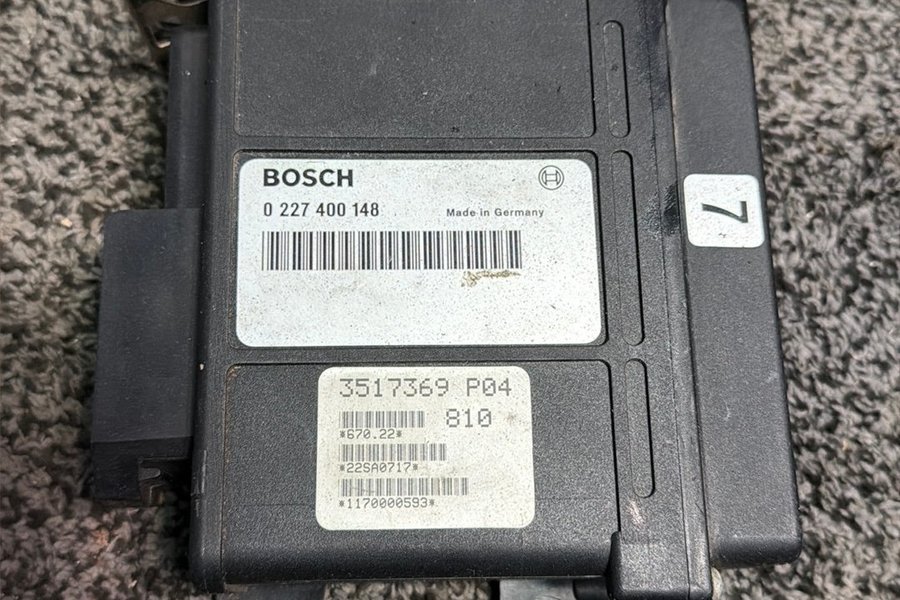 BOSCH
0 227 400 148 Made in Germany
7
3517369 P04
810
*670.22*
*22SA0717*
*1170000593*